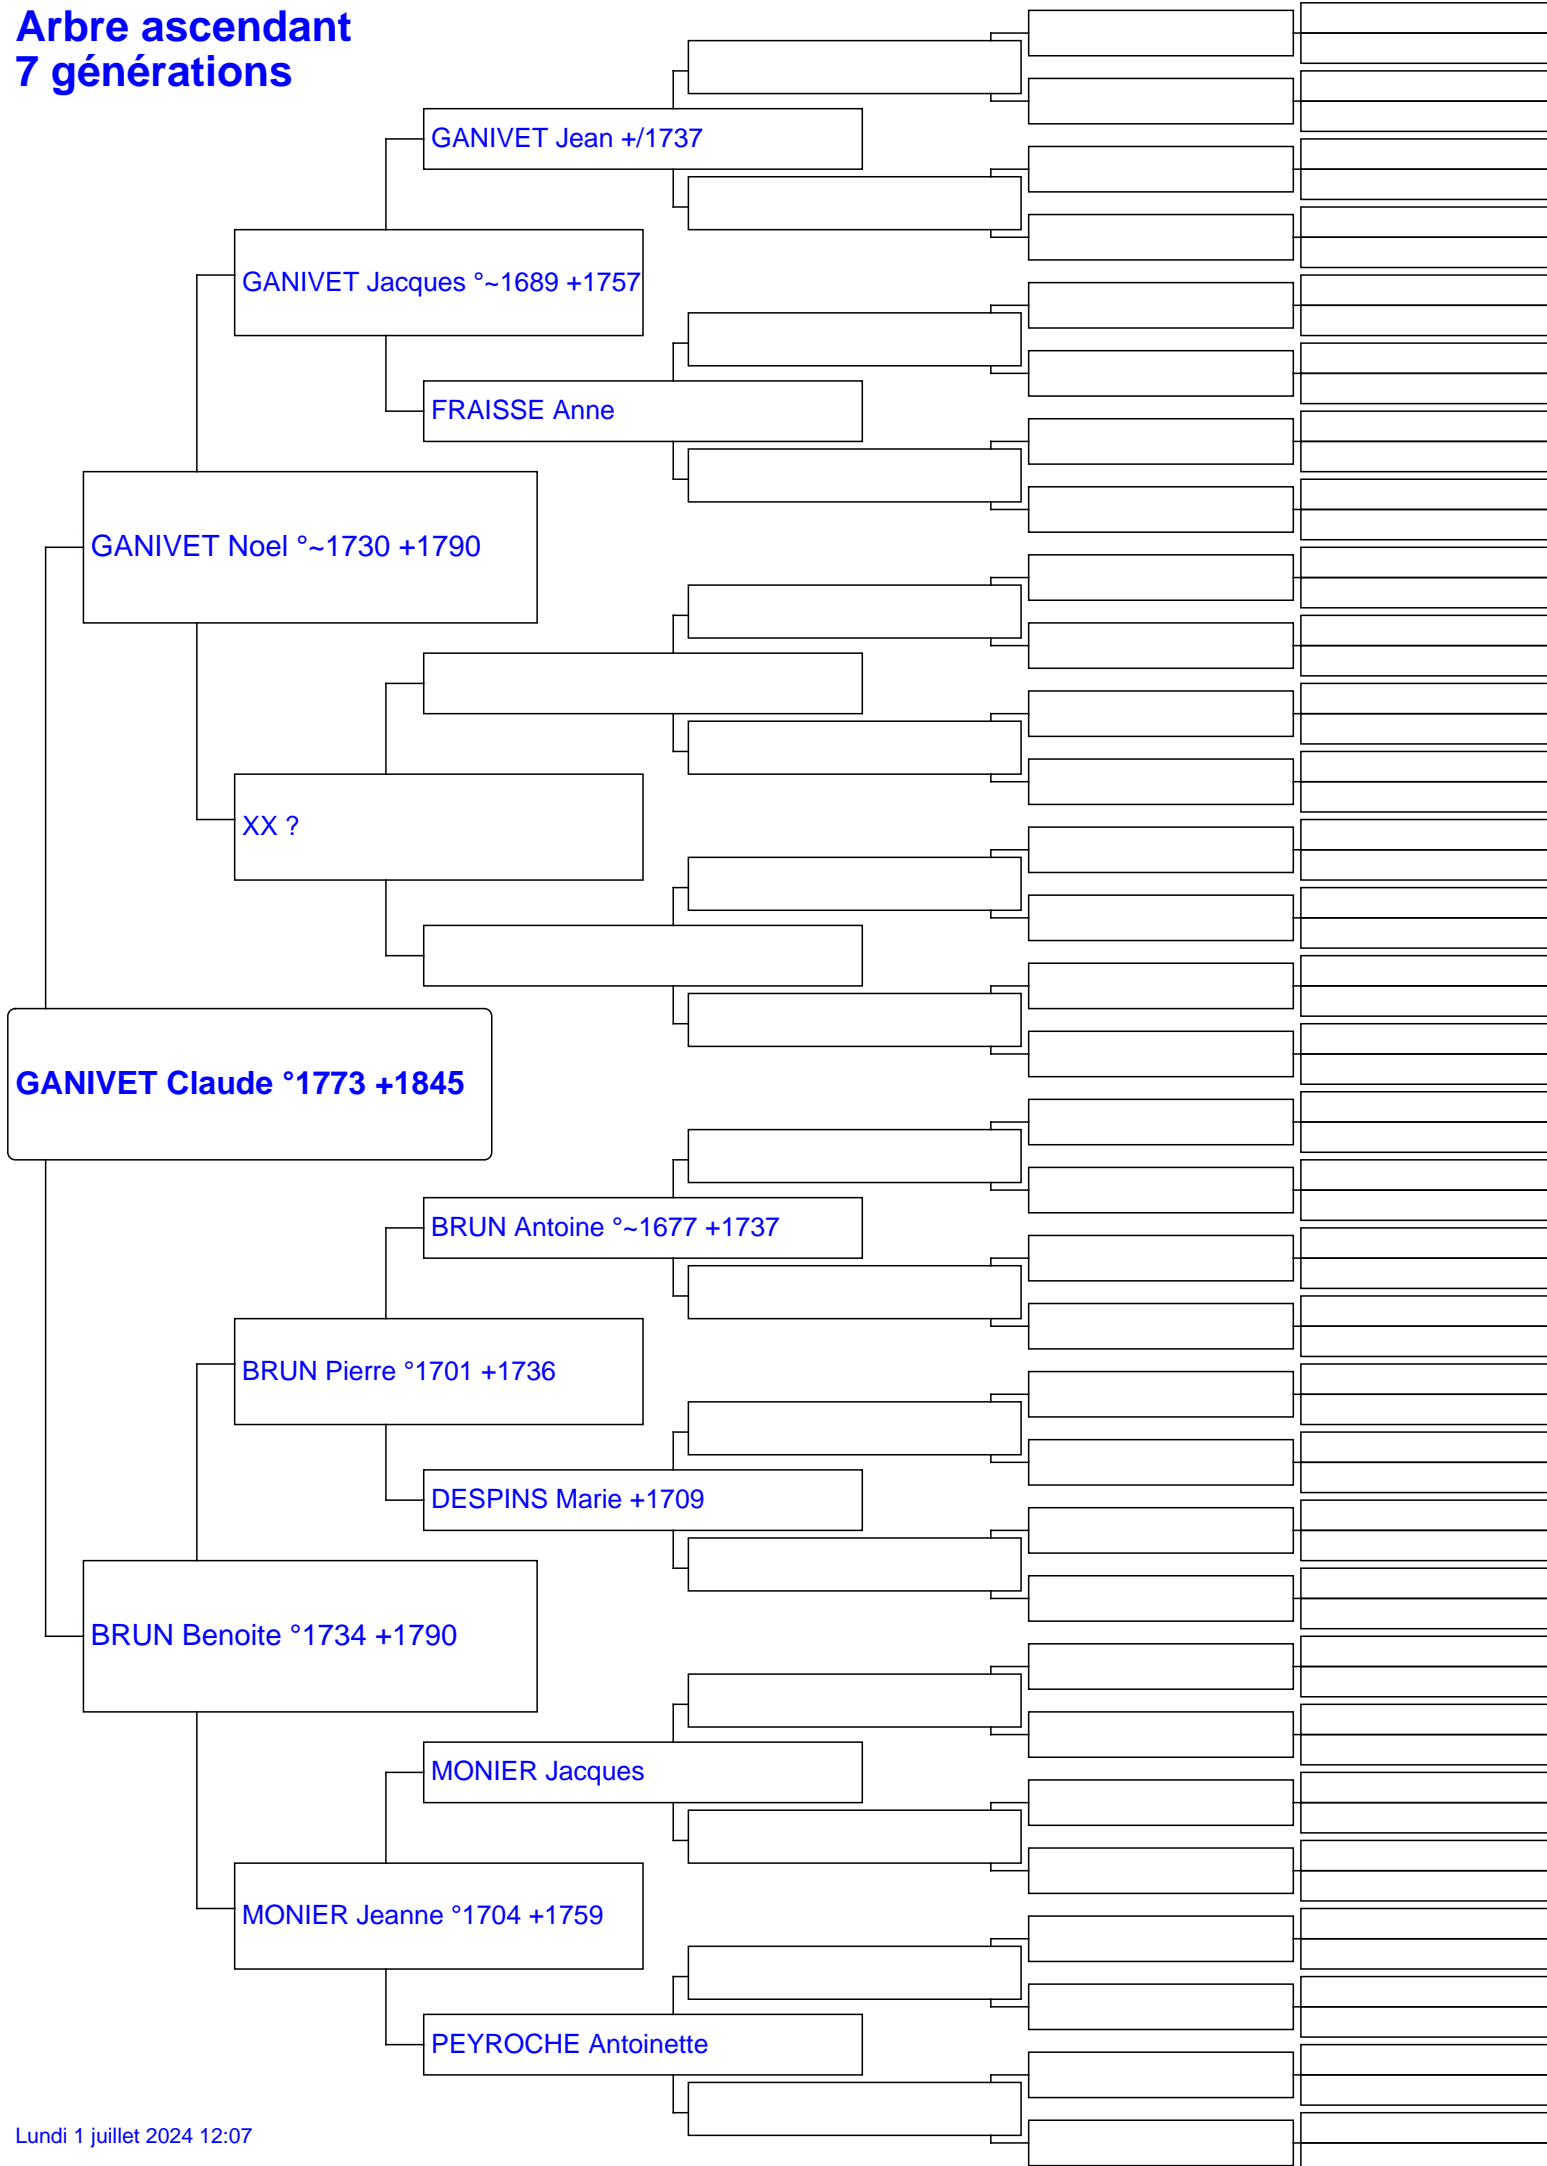 Arbre ascendant
7 générations
GANIVET Jean +/1737
GANIVET Jacques °~1689 +1757
FRAISSE Anne
GANIVET Noel °~1730 +1790
XX ?
GANIVET Claude °1773 +1845
BRUN Antoine °~1677 +1737
BRUN Pierre °1701 +1736
DESPINS Marie +1709
BRUN Benoite °1734 +1790
MONIER Jacques
MONIER Jeanne °1704 +1759
PEYROCHE Antoinette
Lundi 1 juillet 2024 12:07